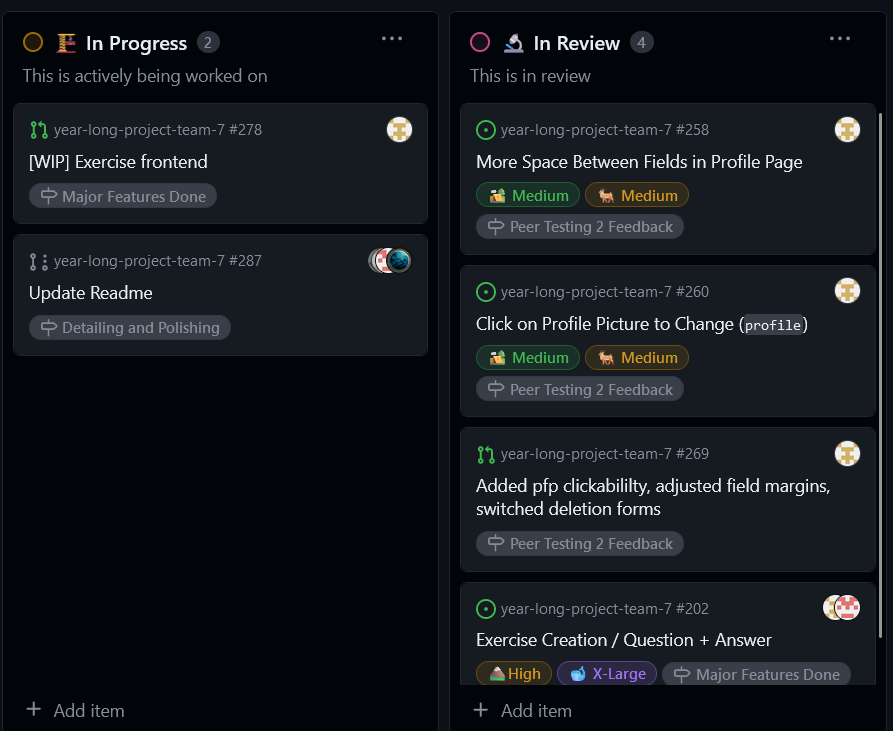 In Progress 2
This is actively being worked on
year-long-project-team-7 #278
[WIP] Exercise frontend
Major Features Done
year-long-project-team-7 #287
Update Readme
Detailing and Polishing
Add item
In Review 4
This is in review
year-long-project-team-7 #258
More Space Between Fields in Profile Page
Medium Medium
Peer Testing 2 Feedback
year-long-project-team-7 #260
Click on Profile Picture to Change (profile)
Medium Medium
Peer Testing 2 Feedback
year-long-project-team-7 #269
Added pfp clickabililty, adjusted field margins,
switched deletion forms
Peer Testing 2 Feedback
year-long-project-team-7 #202
Exercise Creation / Question + Answer
High X-Large Major Features Done
Add item